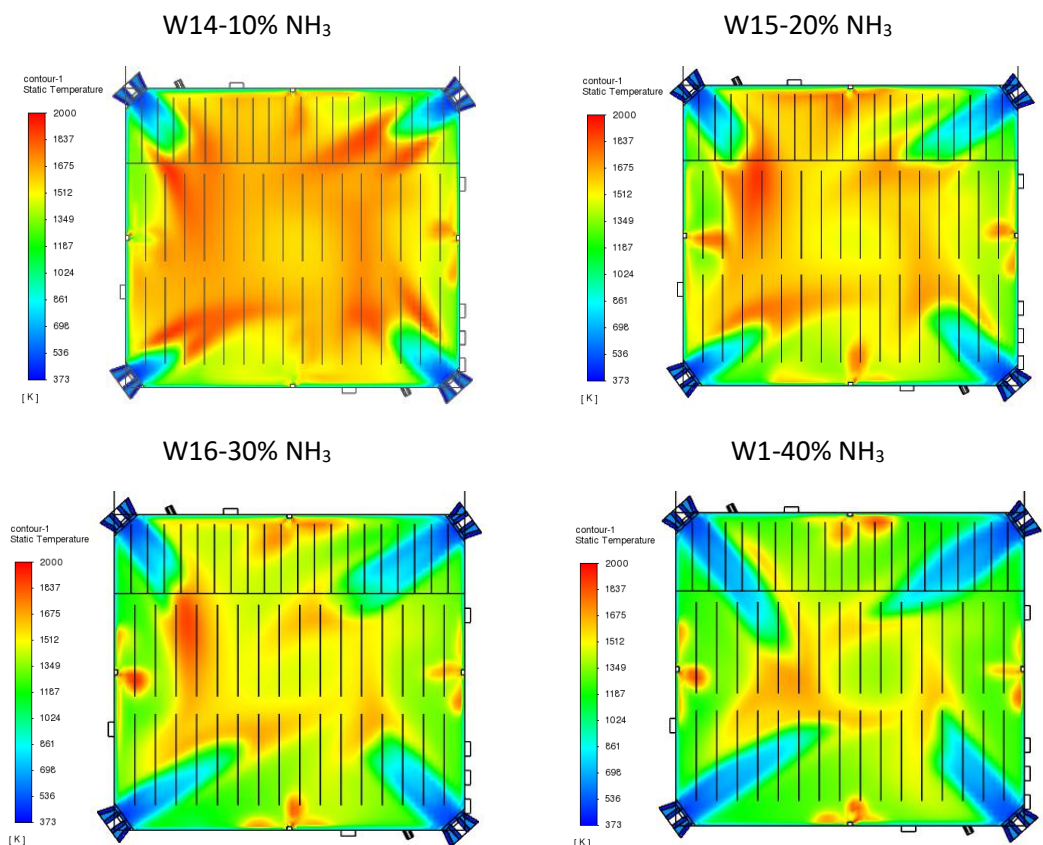 W14-10% NH₃
contour-1
Static Temperature
2000
1837
1675
1512
1349
1187
1024
861
698
536
373
[ K ]
W15-20% NH₃
contour-1
Static Temperature
2000
1837
1675
1512
1349
1187
1024
861
698
536
373
[ K ]
W16-30% NH₃
contour-1
Static Temperature
2000
1837
1675
1512
1349
1187
1024
861
698
536
373
[ K ]
W1-40% NH₃
contour-1
Static Temperature
2000
1837
1675
1512
1349
1187
1024
861
698
536
373
[ K ]